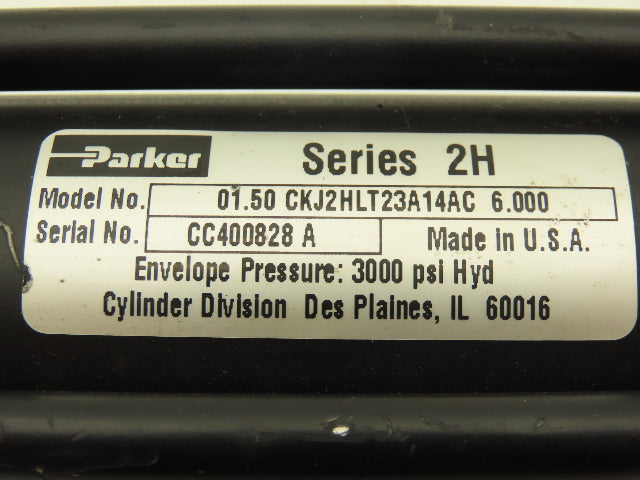 Parker Series 2H
Model No. 01.50 CKJ2HLT23A14AC 6.000
Serial No. CC400828 A Made in U.S.A.
Envelope Pressure: 3000 psi Hyd
Cylinder Division Des Plaines, IL 60016